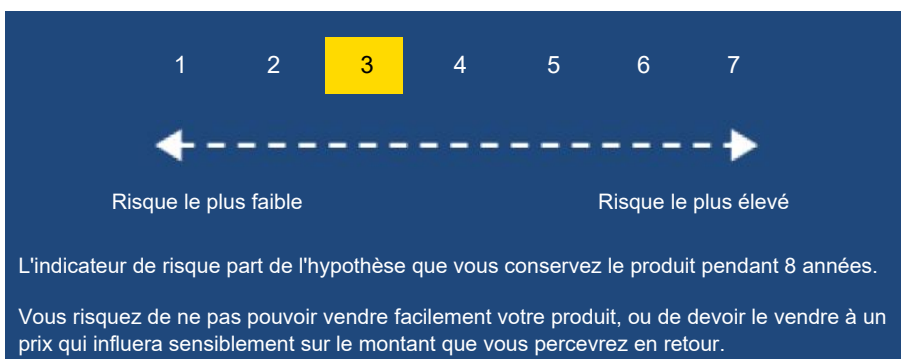 1 2 3 4 5 6 7
Risque le plus faible Risque le plus élevé
L'indicateur de risque part de l'hypothèse que vous conservez le produit pendant 8 années.
Vous risquez de ne pas pouvoir vendre facilement votre produit, ou de devoir le vendre à un
prix qui influera sensiblement sur le montant que vous percevrez en retour.